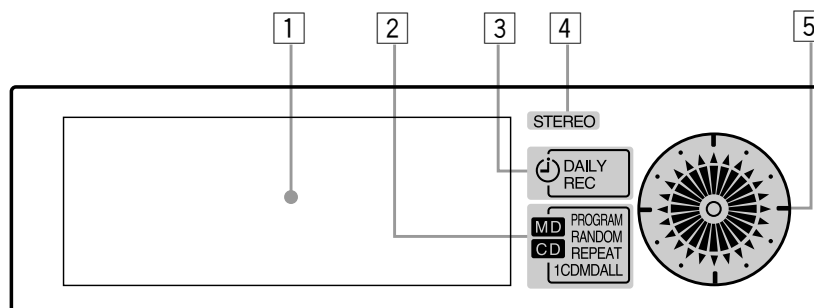 1 2 3 4 5
STEREO
DAILY
REC
MD PROGRAM
RANDOM
CD REPEAT
1CDMDALL